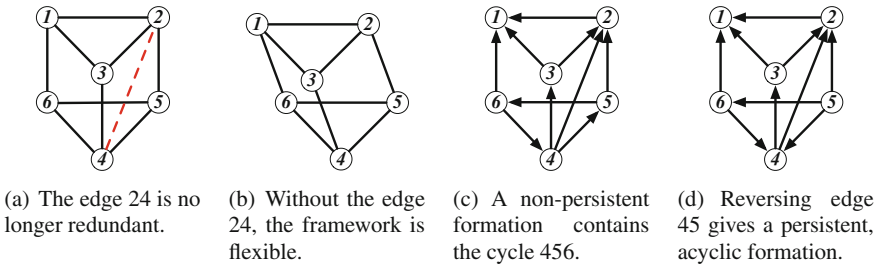 1 2 3 6 5 4
1 2 3 6 5 4
1 2 3 6 5 4
1 2 3 6 5 4
(a) The edge 24 is no
longer redundant.
(b) Without the edge
24, the framework is
flexible.
(c) A non-persistent
formation contains
the cycle 456.
(d) Reversing edge
45 gives a persistent,
acyclic formation.